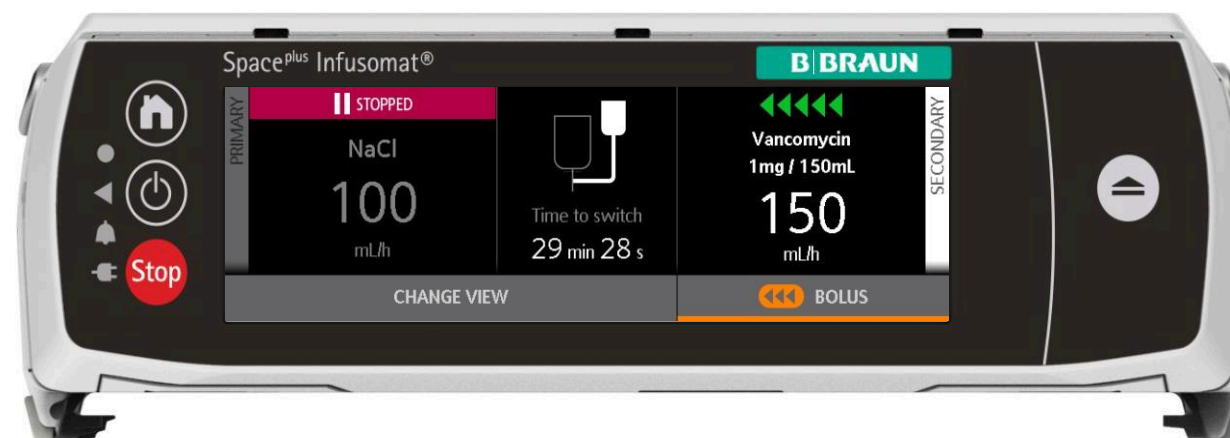 Space plus Infusomat®
B|BRAUN
PRIMARY
STOPPED
NaCl
100
mL/h
Time to switch
29 min 28 s
Vancomycin
1mg / 150mL
150
mL/h
SECONDARY
Stop
CHANGE VIEW
BOLUS